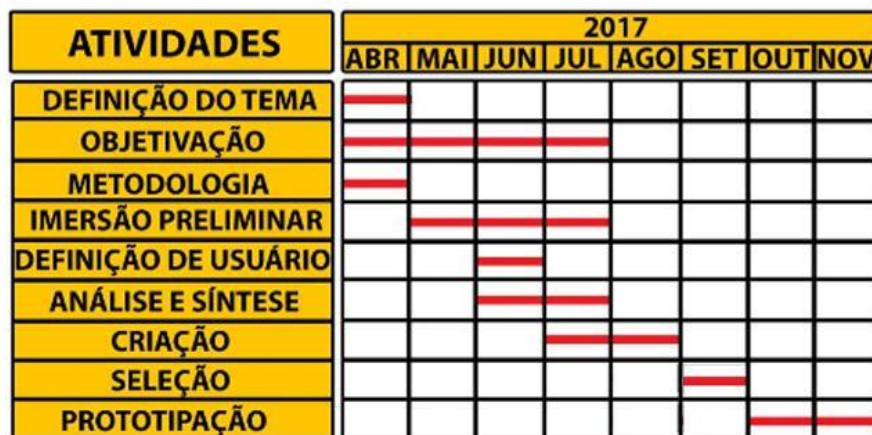 ATIVIDADES
2017
ABR MAI JUN JUL AGO SET OUT NOV
DEFINIÇÃO DO TEMA
OBJETIVAÇÃO
METODOLOGIA
IMERSÃO PRELIMINAR
DEFINIÇÃO DE USUÁRIO
ANÁLISE E SÍNTESE
CRIAÇÃO
SELEÇÃO
PROTOTIPAÇÃO